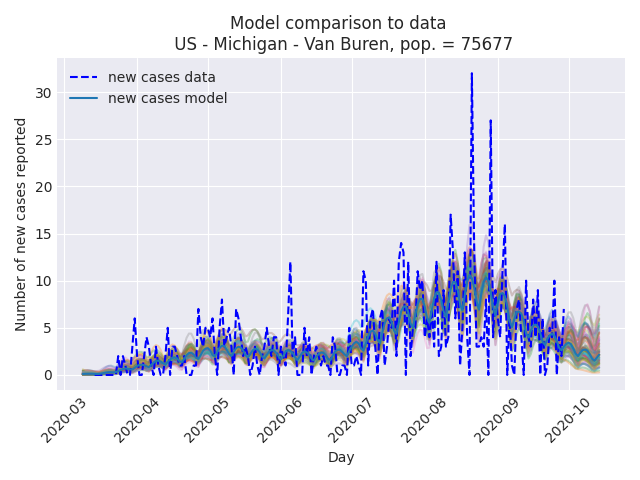 Model comparison to data
US - Michigan - Van Buren, pop. = 75677
new cases data
new cases model
Number of new cases reported
30
25
20
15
10
5
0
2020-03
2020-04
2020-05
2020-06
2020-07
2020-08
2020-09
2020-10
Day